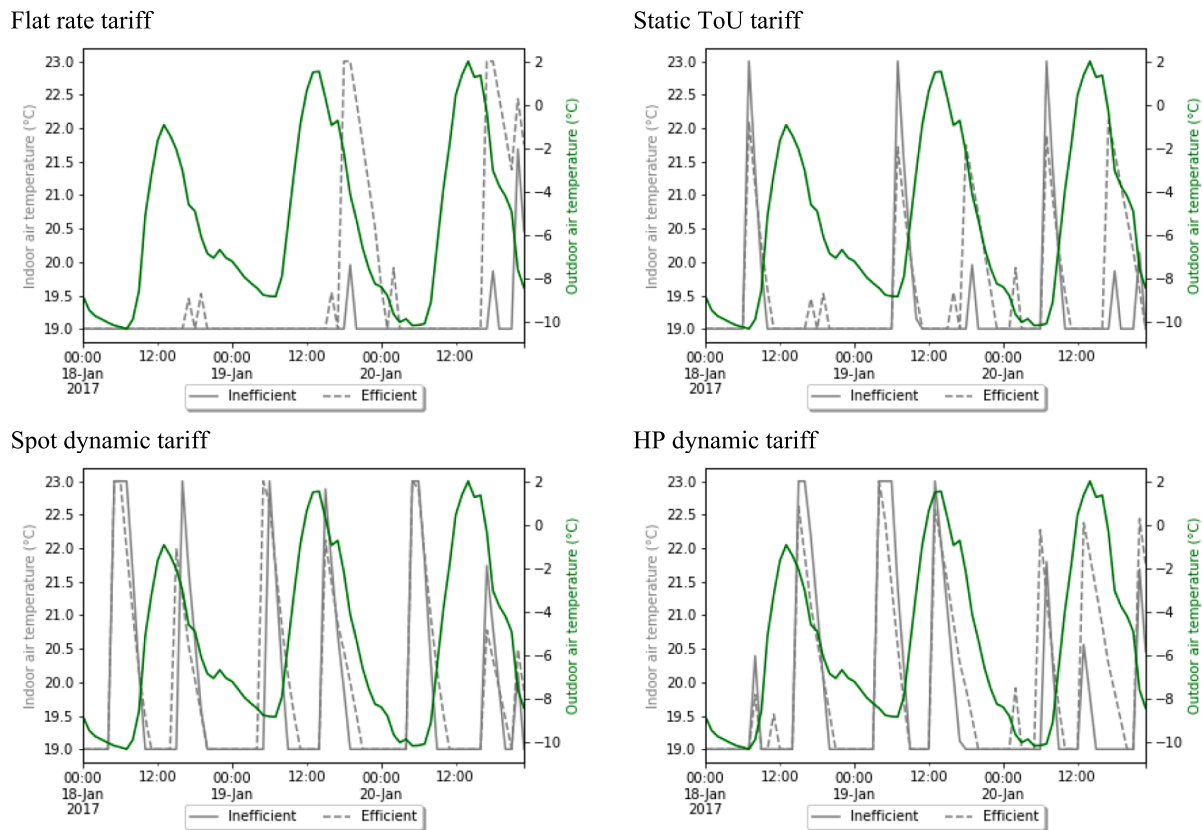 Flat rate tariff
Static ToU tariff
23.0
22.5
22.0
21.5
21.0
20.5
20.0
19.5
19.0
Indoor air temperature (°C)
2
0
−2
−4
−6
−8
−10
Outdoor air temperature (°C)
00:00 12:00 00:00 12:00 00:00 12:00
18-Jan 19-Jan 20-Jan
2017
Inefficient Efficient
23.0
22.5
22.0
21.5
21.0
20.5
20.0
19.5
19.0
Indoor air temperature (°C)
2
0
−2
−4
−6
−8
−10
Outdoor air temperature (°C)
00:00 12:00 00:00 12:00 00:00 12:00
18-Jan 19-Jan 20-Jan
2017
Inefficient Efficient
Spot dynamic tariff
HP dynamic tariff
23.0
22.5
22.0
21.5
21.0
20.5
20.0
19.5
19.0
Indoor air temperature (°C)
2
0
−2
−4
−6
−8
−10
Outdoor air temperature (°C)
00:00 12:00 00:00 12:00 00:00 12:00
18-Jan 19-Jan 20-Jan
2017
Inefficient Efficient
23.0
22.5
22.0
21.5
21.0
20.5
20.0
19.5
19.0
Indoor air temperature (°C)
2
0
−2
−4
−6
−8
−10
Outdoor air temperature (°C)
00:00 12:00 00:00 12:00 00:00 12:00
18-Jan 19-Jan 20-Jan
2017
Inefficient Efficient